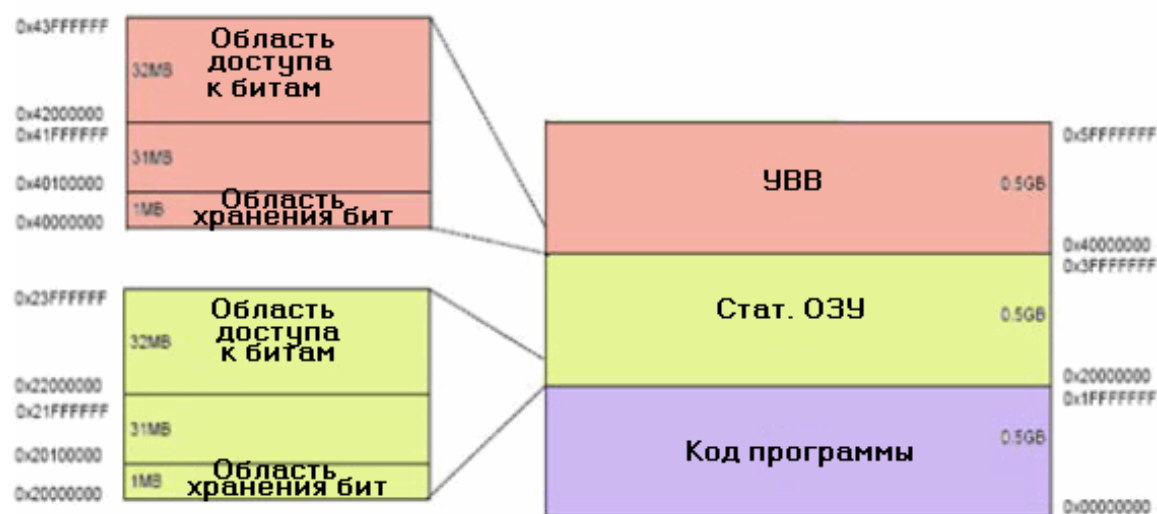 0x43FFFFFF
Область
доступа
к битам
32MB
0x42000000
0x41FFFFFF
31MB
0x40100000
Область
хранения бит
1MB
0x40000000
0x23FFFFFF
Область
доступа
к битам
32MB
0x22000000
0x21FFFFFF
31MB
0x20100000
Область
хранения бит
1MB
0x20000000
0x5FFFFFFF
УВВ
0.5GB
0x40000000
0x3FFFFFFF
Стат. ОЗУ
0.5GB
0x20000000
0x1FFFFFFF
Код программы
0.5GB
0x00000000